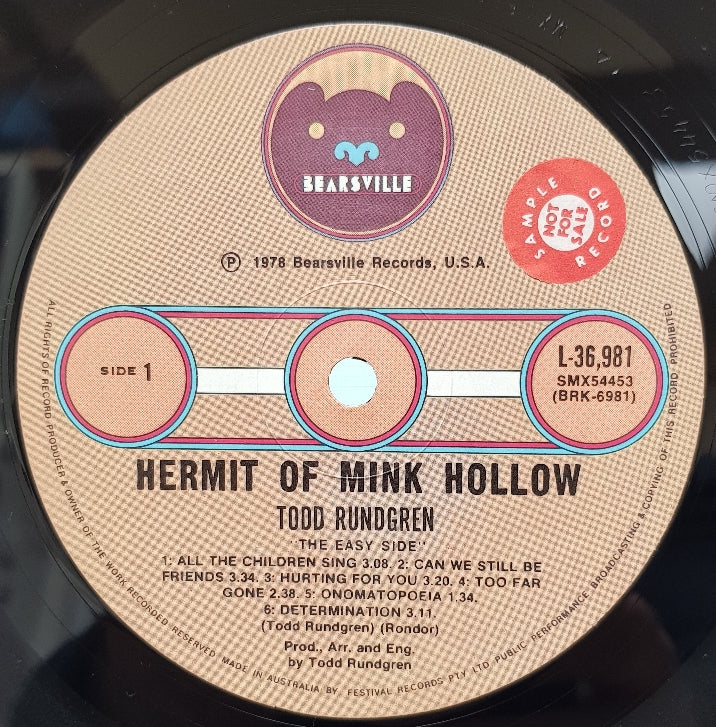 BEARSVILLE
SAMPLE RECORD
NOT
FOR
SALE
Ⓟ 1978 Bearsville Records, U.S.A.
SIDE 1
L-36,981
SMX54453
(BRK-6981)
HERMIT OF MINK HOLLOW
TODD RUNDGREN
"THE EASY SIDE"
1: ALL THE CHILDREN SING 3.08. 2: CAN WE STILL BE
FRIENDS 3.34. 3: HURTING FOR YOU 3.20. 4: TOO FAR
GONE 2.38. 5: ONOMATOPOEIA 1.34.
6: DETERMINATION 3.11.
(Todd Rundgren) (Rondor)
Prod., Arr. and Eng.
by Todd Rundgren
ALL RIGHTS OF RECORD PRODUCER & OWNER OF THE WORK RECORDED RESERVED MADE IN AUSTRALIA BY FESTIVAL RECORDS PTY LTD PUBLIC PERFORMANCE BROADCASTING & COPYING OF THIS RECORD PROHIBITED